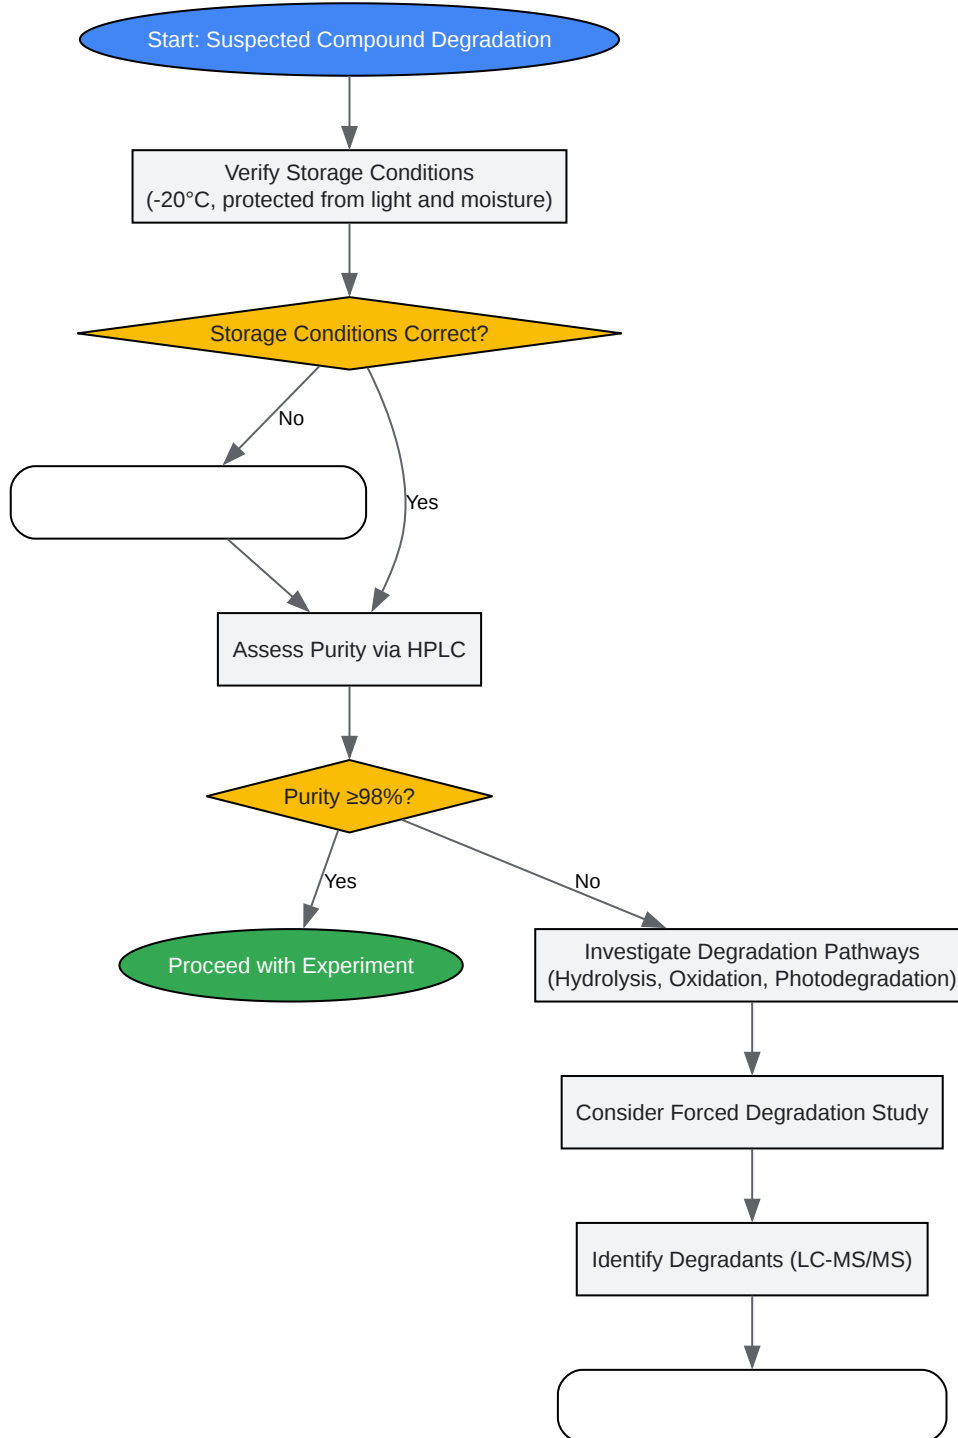 Start: Suspected Compound Degradation
Verify Storage Conditions
(-20°C, protected from light and moisture)
Storage Conditions Correct?
No
Yes
Assess Purity via HPLC
Purity ≥98%?
Yes
No
Proceed with Experiment
Investigate Degradation Pathways
(Hydrolysis, Oxidation, Photodegradation)
Consider Forced Degradation Study
Identify Degradants (LC-MS/MS)